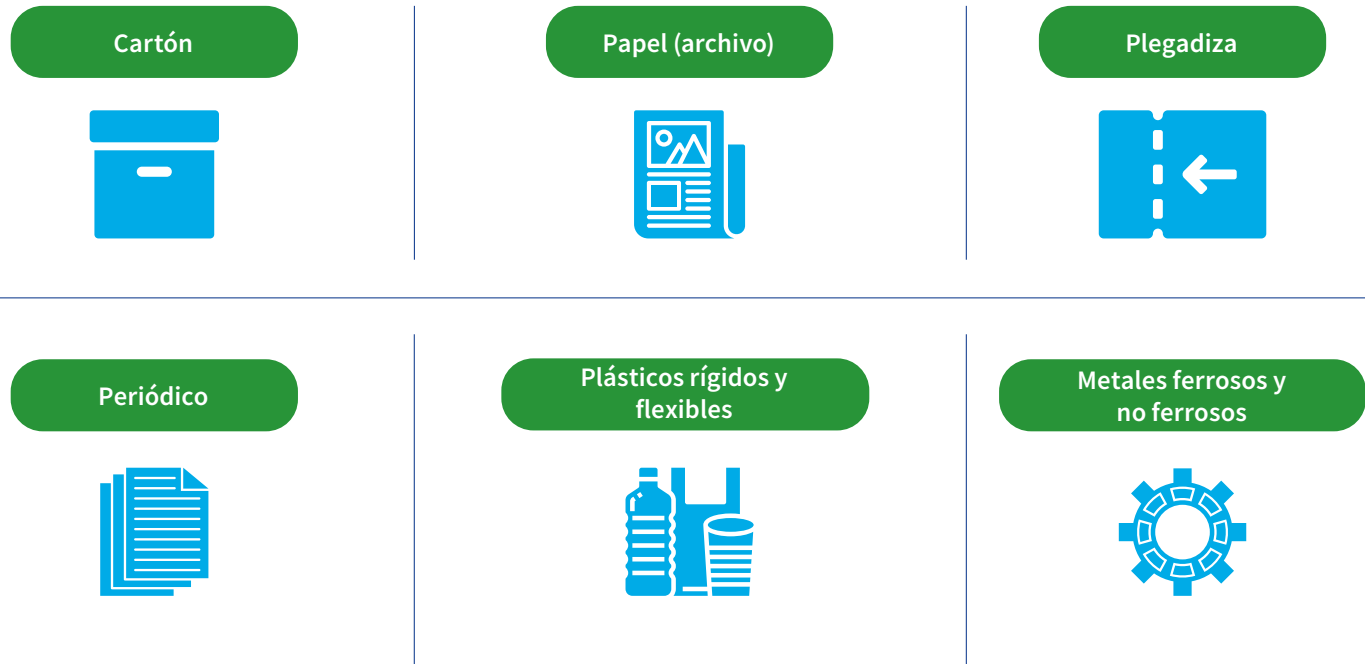 Cartón
Papel (archivo)
Plegadiza
Periódico
Plásticos rígidos y
flexibles
Metales ferrosos y
no ferrosos